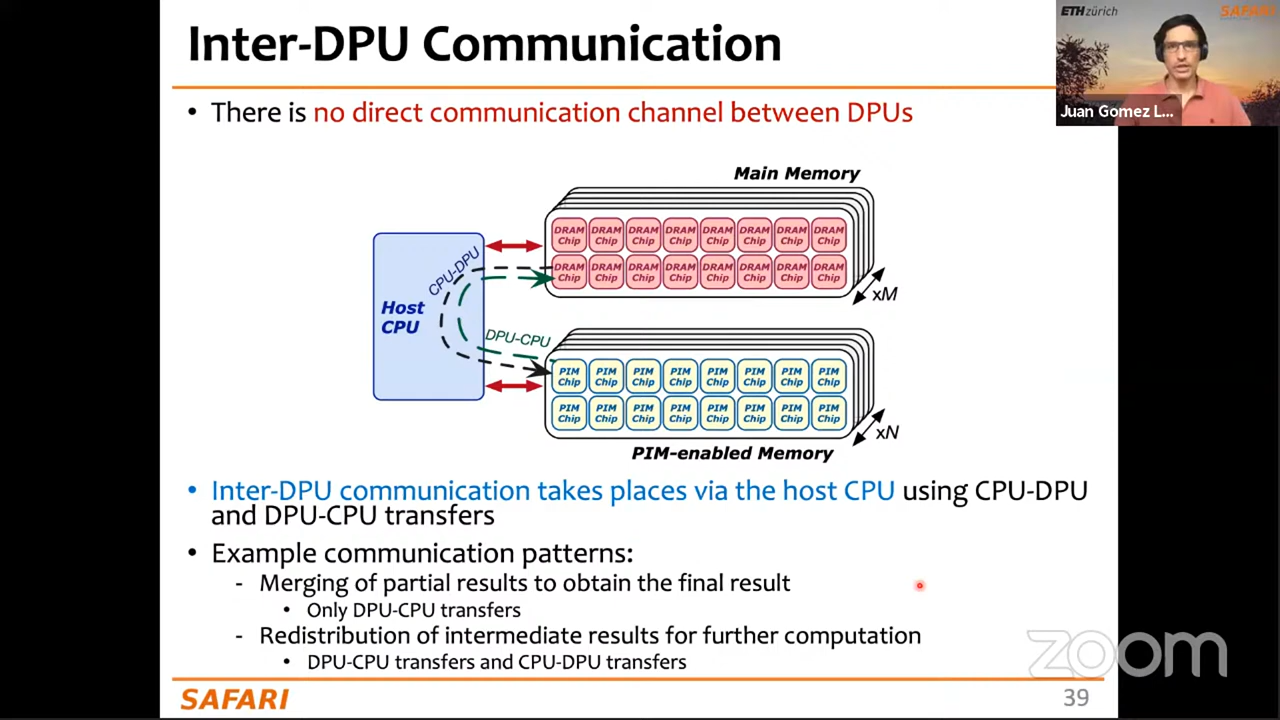 Inter-DPU Communication
ETH zürich
SAFARI
Juan Gomez L...
• There is no direct communication channel between DPUs
Main Memory
DRAM Chip DRAM Chip DRAM Chip DRAM Chip DRAM Chip DRAM Chip DRAM Chip DRAM Chip
DRAM Chip DRAM Chip DRAM Chip DRAM Chip DRAM Chip DRAM Chip DRAM Chip DRAM Chip
xM
CPU-DPU
Host
CPU
DPU-CPU
PIM Chip PIM Chip PIM Chip PIM Chip PIM Chip PIM Chip PIM Chip PIM Chip
PIM Chip PIM Chip PIM Chip PIM Chip PIM Chip PIM Chip PIM Chip PIM Chip
xN
PIM-enabled Memory
• Inter-DPU communication takes places via the host CPU using CPU-DPU
and DPU-CPU transfers
• Example communication patterns:
- Merging of partial results to obtain the final result
• Only DPU-CPU transfers
- Redistribution of intermediate results for further computation
• DPU-CPU transfers and CPU-DPU transfers
zoom
SAFARI
39